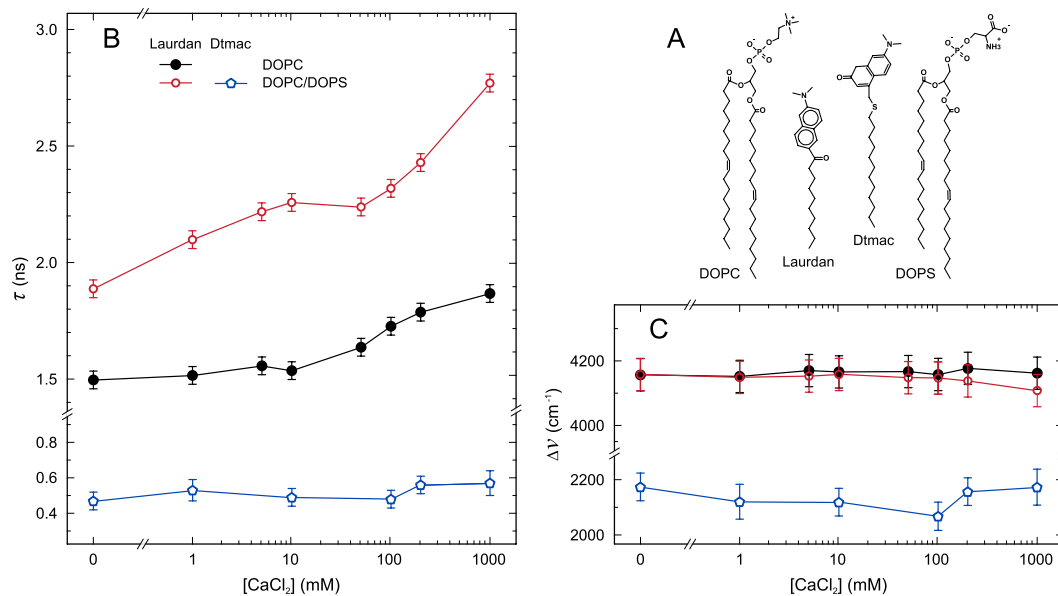 B
Laurdan Dtmac
DOPC
DOPC/DOPS
3.0
2.5
2.0
1.5
0.8
0.6
0.4
τ (ns)
0 1 10 100 1000
[CaCl₂] (mM)
A
N +
O⁻ O P O O
O O O
O
DOPC
N
O
Laurdan
N
O
S
Dtmac
O O⁻
O⁻ O P O O NH3 +
O O O
O
DOPS
C
4200
4000
2200
2000
Δν (cm⁻¹)
0 1 10 100 1000
[CaCl₂] (mM)